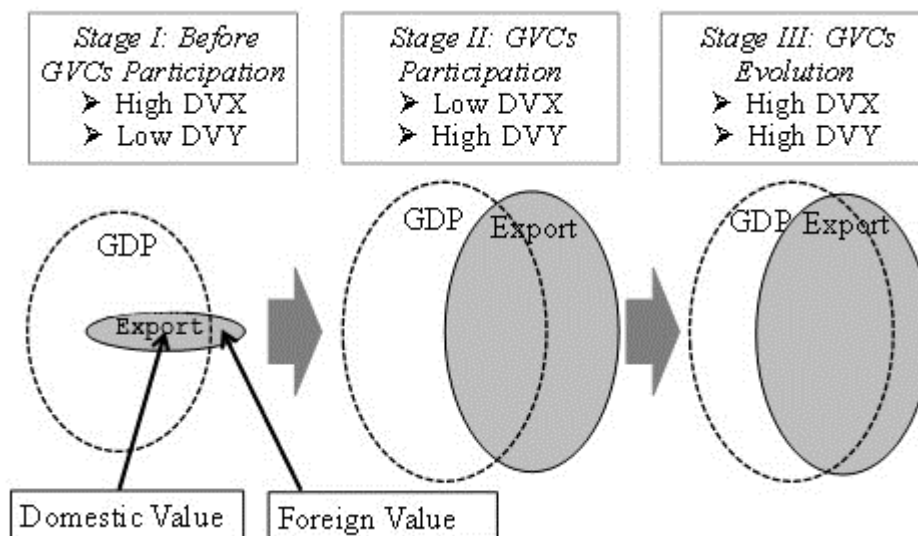 Stage I: Before
GVCs Participation
➤ High DVX
➤ Low DVY
Stage II: GVCs
Participation
➤ Low DVX
➤ High DVY
Stage III: GVCs
Evolution
➤ High DVX
➤ High DVY
GDP
Export
GDP
Export
GDP
Export
Domestic Value
Foreign Value